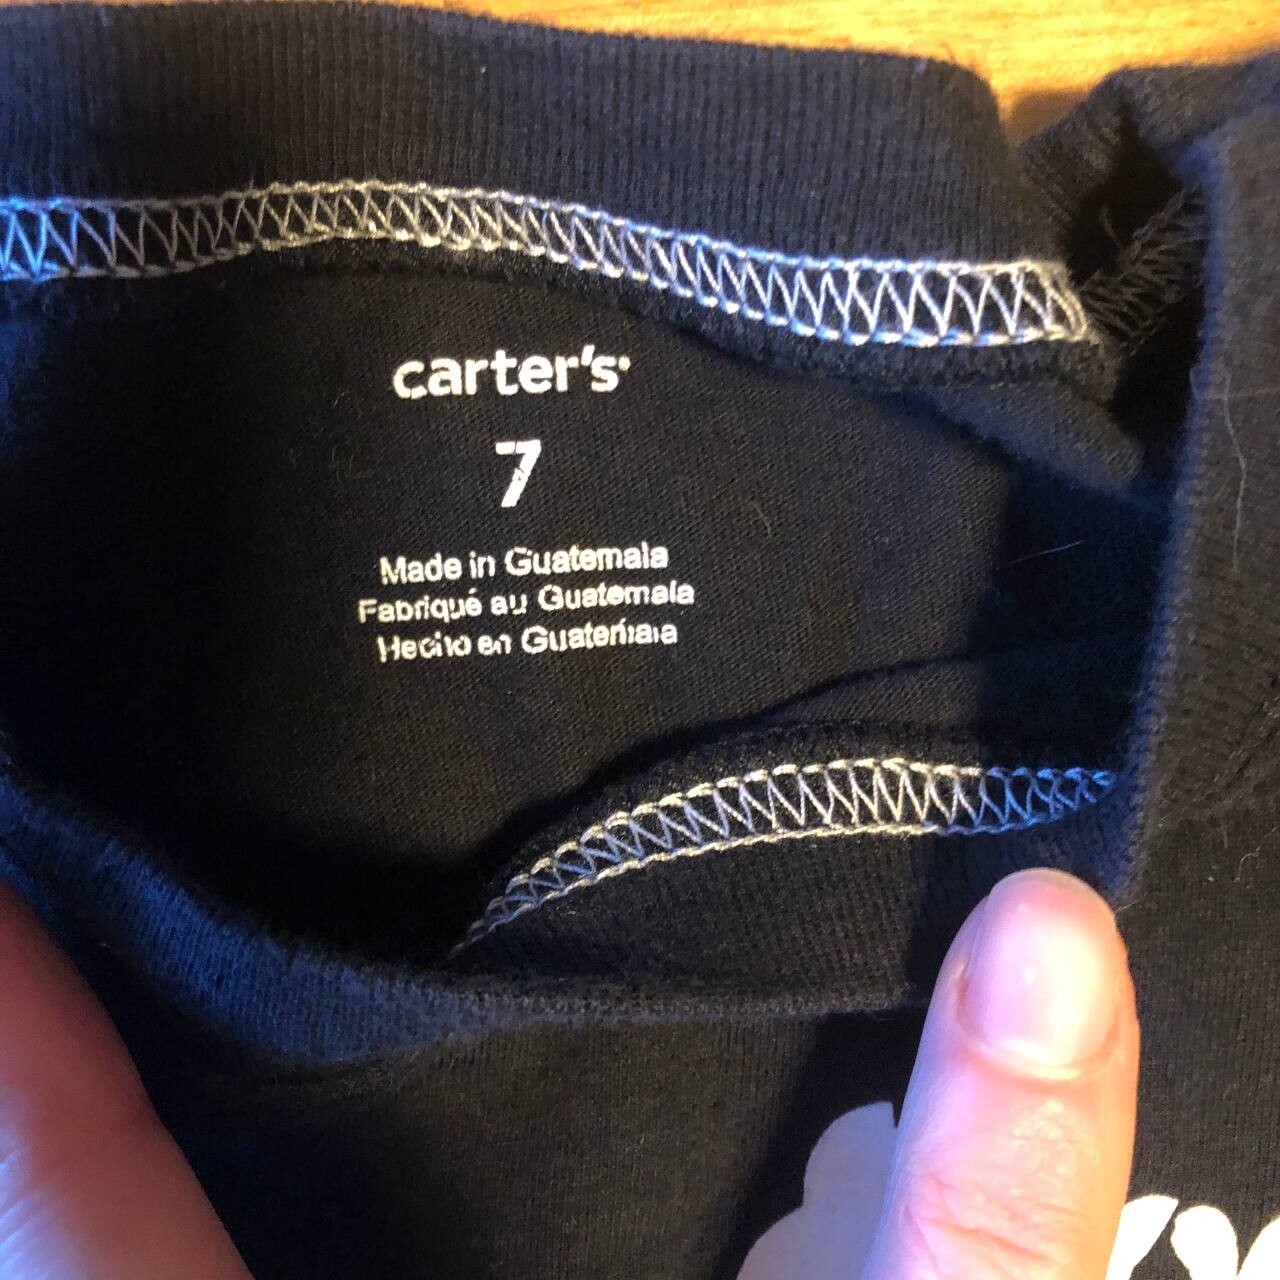 carter's
7
Made in Guatemala
Fabriqué au Guatemala
Hecho en Guatemala